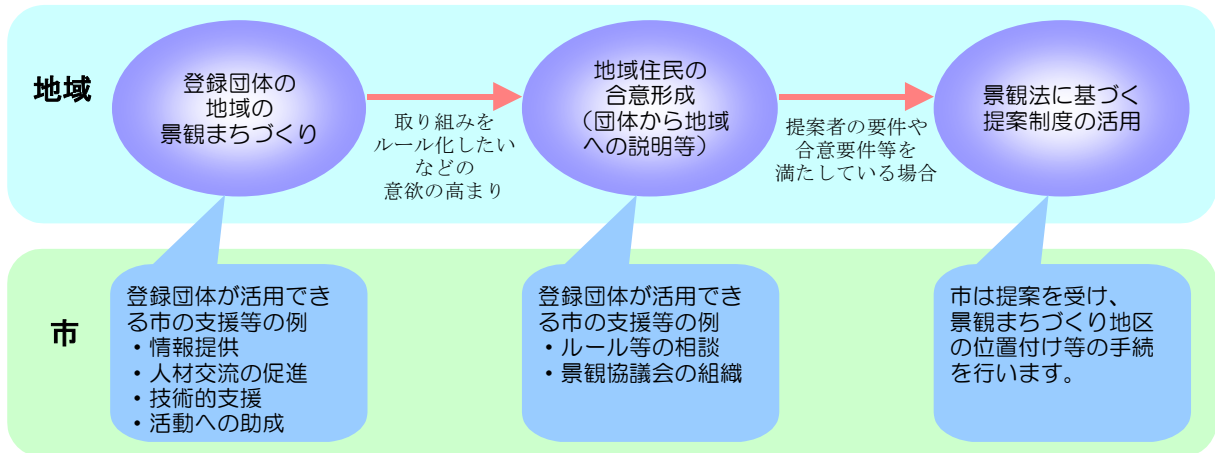 地域
登録団体の
地域の
景観まちづくり
取り組みを
ルール化したい
などの
意欲の高まり
地域住民の
合意形成
（団体から地域
への説明等）
提案者の要件や
合意要件等を
満たしている場合
景観法に基づく
提案制度の活用
市
登録団体が活用でき
る市の支援等の例
・情報提供
・人材交流の促進
・技術的支援
・活動への助成
登録団体が活用でき
る市の支援等の例
・ルール等の相談
・景観協議会の組織
市は提案を受け、
景観まちづくり地区
の位置付け等の手続
を行います。